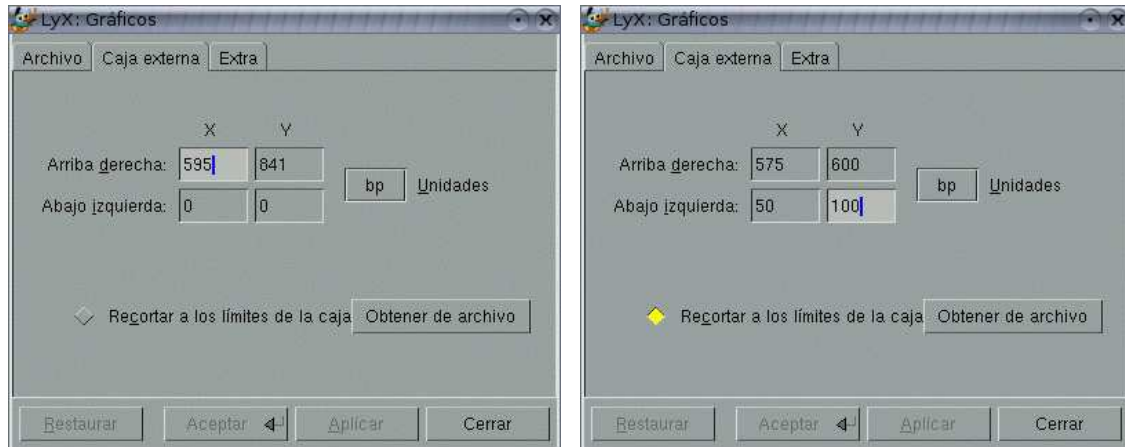 LyX: Gráficos
Archivo Caja externa Extra
X Y
Arriba derecha: 595 841
bp Unidades
Abajo izquierda: 0 0
Recortar a los límites de la caja Obtener de archivo
Restaurar Aceptar Aplicar Cerrar
LyX: Gráficos
Archivo Caja externa Extra
X Y
Arriba derecha: 575 600
bp Unidades
Abajo izquierda: 50 100
Recortar a los límites de la caja Obtener de archivo
Restaurar Aceptar Aplicar Cerrar